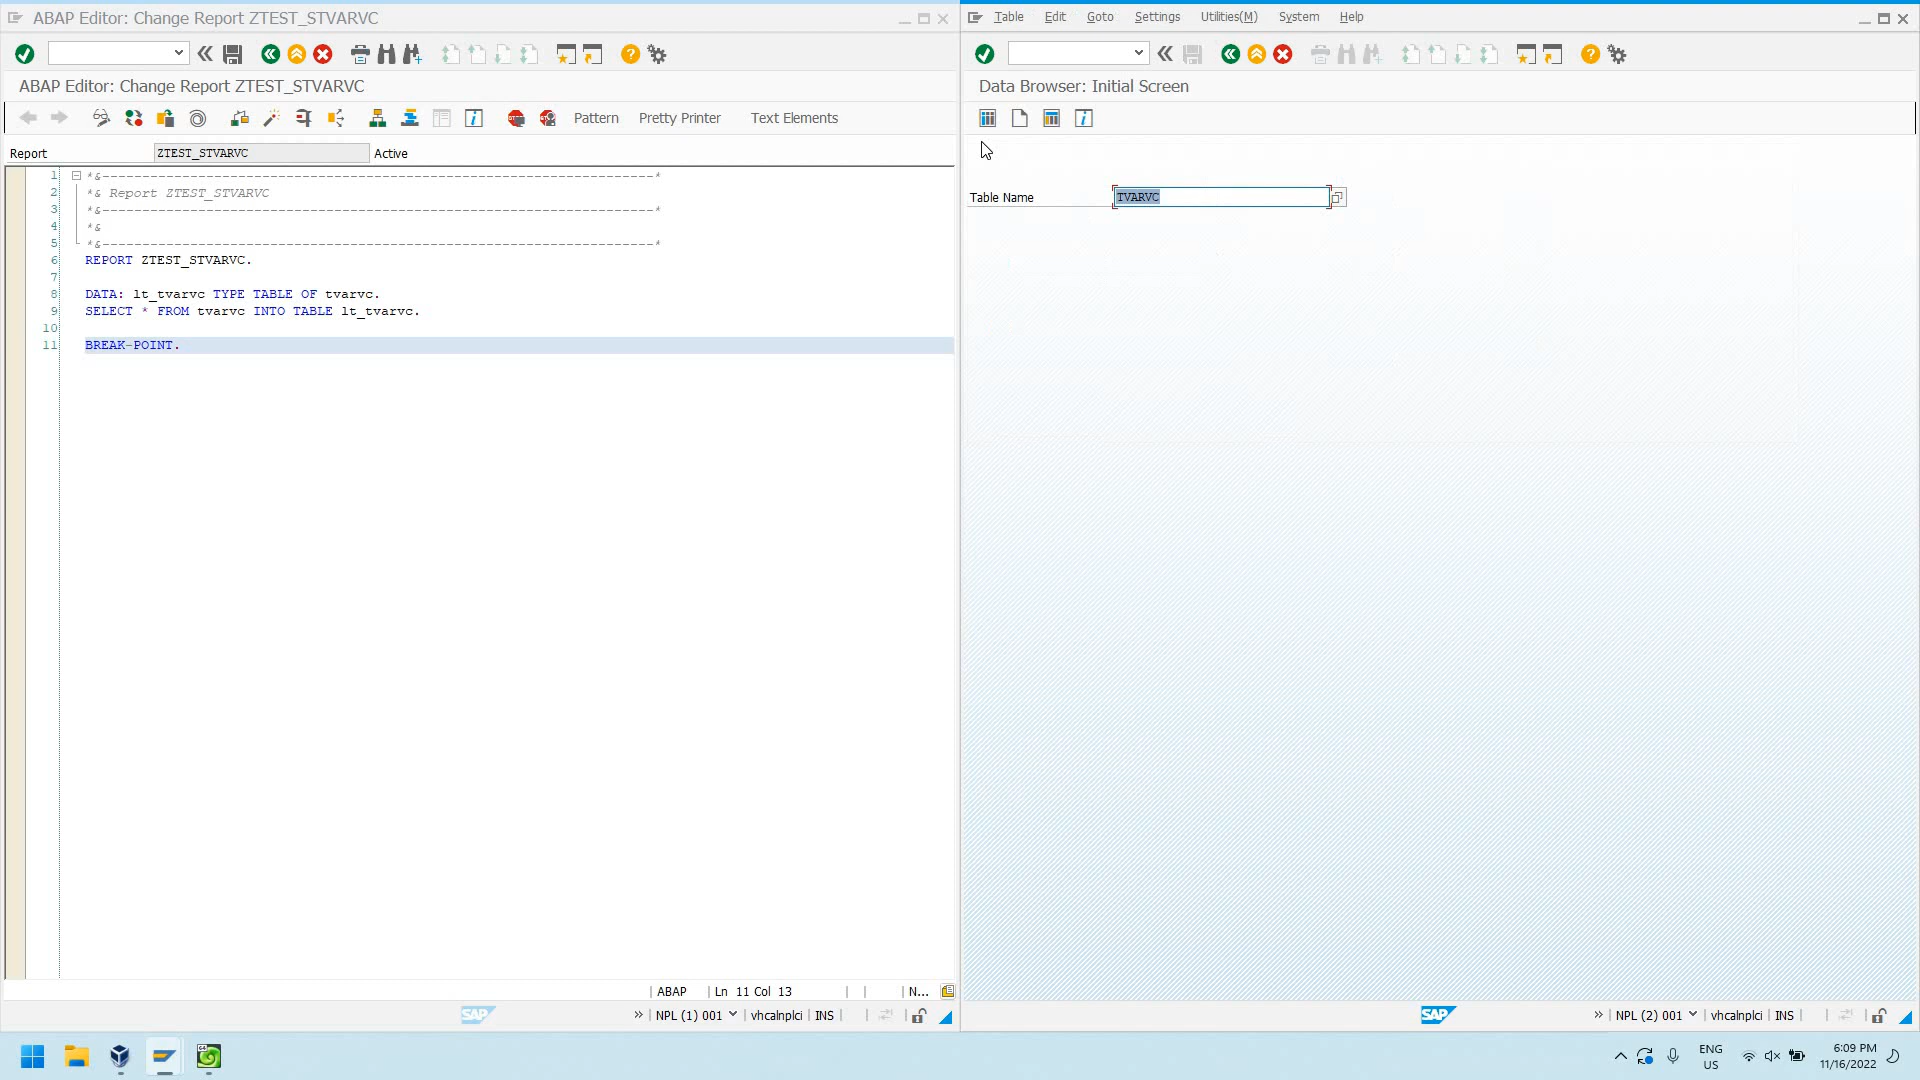 ABAP Editor: Change Report ZTEST_STVARVC
ABAP Editor: Change Report ZTEST_STVARVC
Pattern Pretty Printer Text Elements
Report ZTEST_STVARVC Active
1 *&---------------------------------------------------------------------*
2 *& Report ZTEST_STVARVC
3 *&---------------------------------------------------------------------*
4 *&
5 *&---------------------------------------------------------------------*
6 REPORT ZTEST_STVARVC.
7
8 DATA: lt_tvarvc TYPE TABLE OF tvarvc.
9 SELECT * FROM tvarvc INTO TABLE lt_tvarvc.
10
11 BREAK-POINT.
ABAP | Ln 11 Col 13 | | | N...
SAP » | NPL (1) 001 | vhcalnplci | INS |
Table Edit Goto Settings Utilities(M) System Help
Data Browser: Initial Screen
Table Name TVARVC
SAP » | NPL (2) 001 | vhcalnplci | INS |
64
ENG
US
6:09 PM
11/16/2022